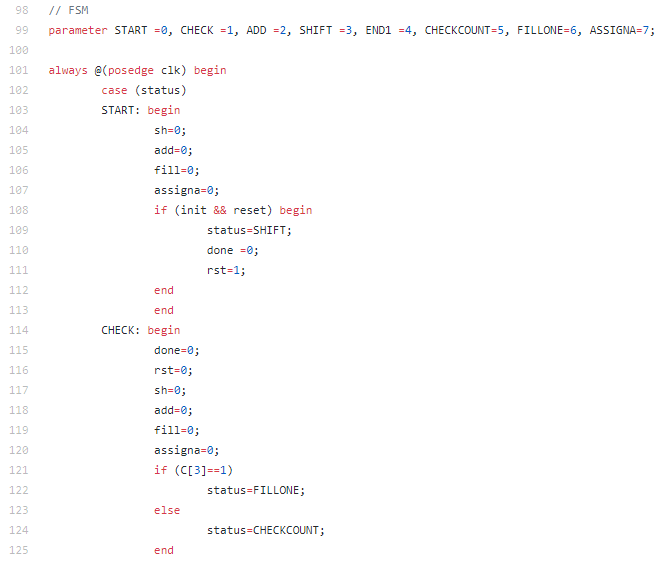 98 // FSM
99 parameter START =0, CHECK =1, ADD =2, SHIFT =3, END1 =4, CHECKCOUNT=5, FILLONE=6, ASSIGNA=7;
100
101 always @(posedge clk) begin
102 case (status)
103 START: begin
104 sh=0;
105 add=0;
106 fill=0;
107 assigna=0;
108 if (init && reset) begin
109 status=SHIFT;
110 done =0;
111 rst=1;
112 end
113 end
114 CHECK: begin
115 done=0;
116 rst=0;
117 sh=0;
118 add=0;
119 fill=0;
120 assigna=0;
121 if (C[3]==1)
122 status=FILLONE;
123 else
124 status=CHECKCOUNT;
125 end